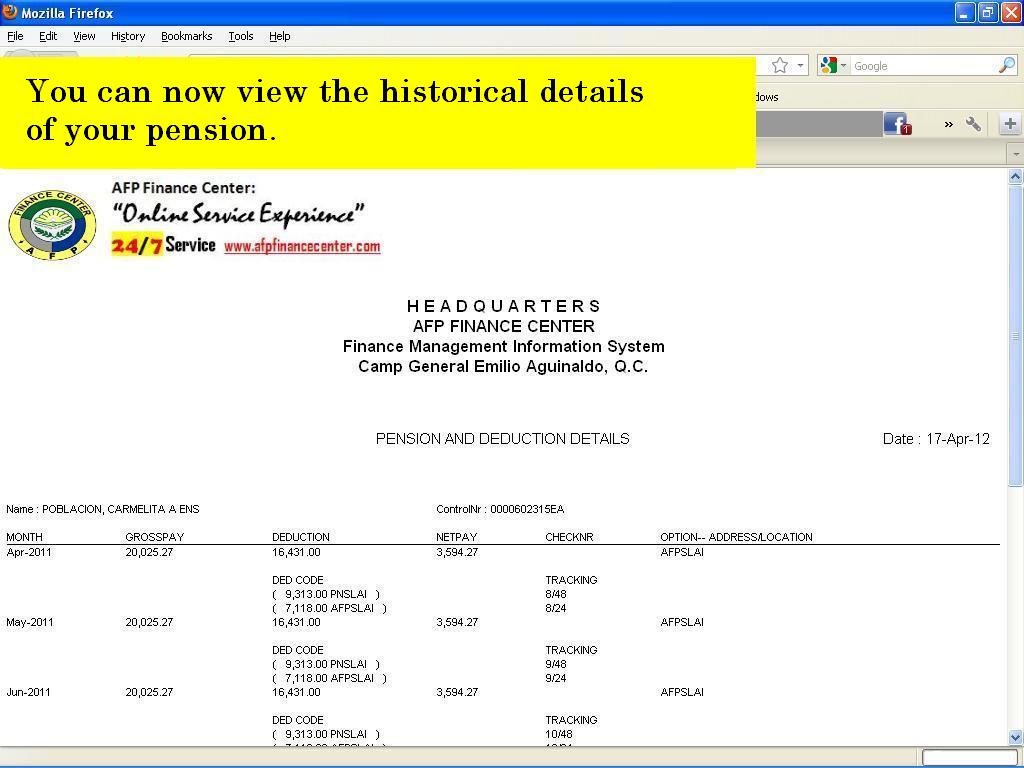 Mozilla Firefox
File Edit View History Bookmarks Tools Help
Google
You can now view the historical details
of your pension.
dows
1
»
FINANCE CENTER
A F P
AFP Finance Center:
"Online Service Experience"
24/7 Service www.afpfinancecenter.com
H E A D Q U A R T E R S
AFP FINANCE CENTER
Finance Management Information System
Camp General Emilio Aguinaldo, Q.C.
PENSION AND DEDUCTION DETAILS Date : 17-Apr-12
Name : POBLACION, CARMELITA A ENS ControlNr : 0000602315EA
MONTH GROSSPAY DEDUCTION NETPAY CHECKNR OPTION-- ADDRESS/LOCATION
Apr-2011 20,025.27 16,431.00 3,594.27 AFPSLAI
DED CODE TRACKING
( 9,313.00 PNSLAI ) 8/48
( 7,118.00 AFPSLAI ) 8/24
May-2011 20,025.27 16,431.00 3,594.27 AFPSLAI
DED CODE TRACKING
( 9,313.00 PNSLAI ) 9/48
( 7,118.00 AFPSLAI ) 9/24
Jun-2011 20,025.27 16,431.00 3,594.27 AFPSLAI
DED CODE TRACKING
( 9,313.00 PNSLAI ) 10/48